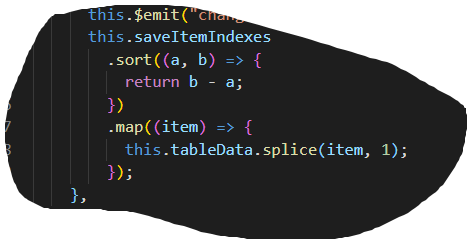 this.$emit("chang
this.saveItemIndexes
.sort((a, b) => {
return b - a;
})
.map((item) => {
this.tableData.splice(item, 1);
});
},